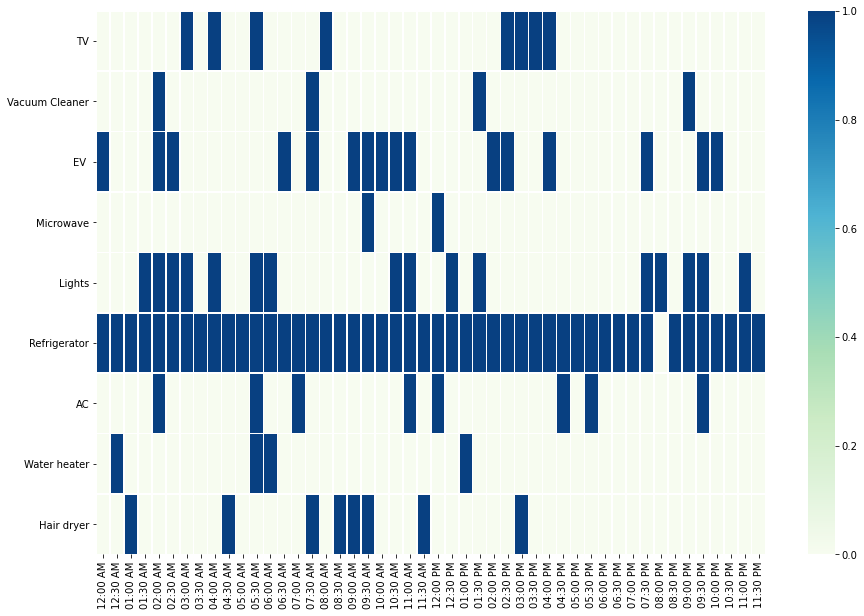 TV
Vacuum Cleaner
EV
Microwave
Lights
Refrigerator
AC
Water heater
Hair dryer
12:00 AM
12:30 AM
01:00 AM
01:30 AM
02:00 AM
02:30 AM
03:00 AM
03:30 AM
04:00 AM
04:30 AM
05:00 AM
05:30 AM
06:00 AM
06:30 AM
07:00 AM
07:30 AM
08:00 AM
08:30 AM
09:00 AM
09:30 AM
10:00 AM
10:30 AM
11:00 AM
11:30 AM
12:00 PM
12:30 PM
01:00 PM
01:30 PM
02:00 PM
02:30 PM
03:00 PM
03:30 PM
04:00 PM
04:30 PM
05:00 PM
05:30 PM
06:00 PM
06:30 PM
07:00 PM
07:30 PM
08:00 PM
08:30 PM
09:00 PM
09:30 PM
10:00 PM
10:30 PM
11:00 PM
11:30 PM
1.0
0.8
0.6
0.4
0.2
0.0